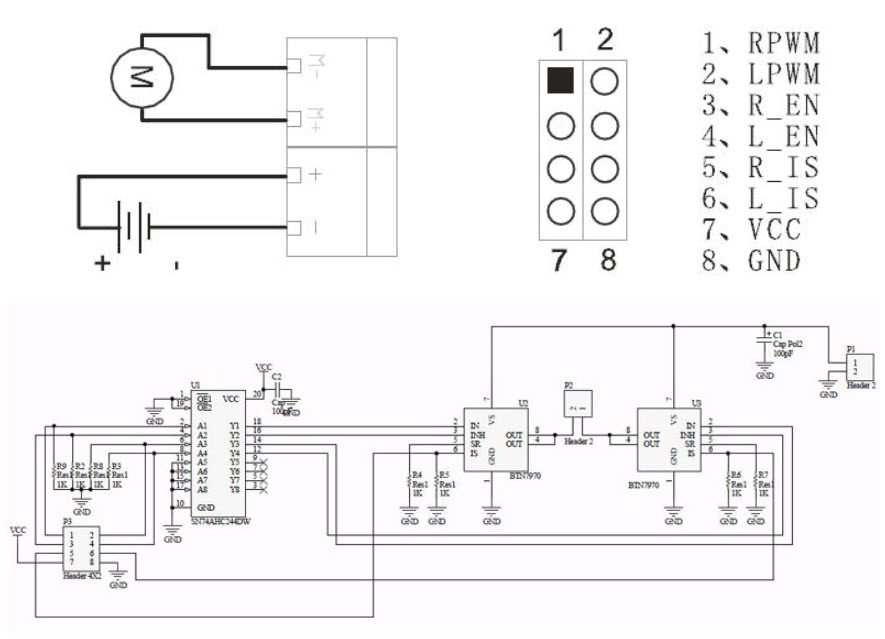 M
M-
M+
+
-
+
-
1 2
7 8
1、RPWM
2、LPWM
3、R_EN
4、L_EN
5、R_IS
6、L_IS
7、VCC
8、GND
C1
Cap Pol2
100pF
GND
P1
1
2
Header 2
GND
VCC
C2
Cap
100pF
GND
U1
1 OE1
19 OE2
VCC 20
GND
2 A1 Y1 18
4 A2 Y2 16
6 A3 Y3 14
8 A4 Y4 12
11 A5 Y5 9
13 A6 Y6 7
15 A7 Y7 5
17 A8 Y8 3
10 GND
SN74AHC244DW
GND
R9 R2 R8 R3
Res1 Res1 Res1 Res1
1K 1K 1K 1K
GND
VCC
P3
1 2
3 4
5 6
7 8
Header 4X2
GND
U2
7
VS
2 IN
3 INH OUT 8
5 SR OUT 4
6 IS
GND
1
BTN7970
GND
R4
Res1
1K
GND
R5
Res1
1K
GND
P2
2 1
Header 2
U3
7
VS
IN 2
8 OUT INH 3
4 OUT SR 5
IS 6
GND
1
BTN7970
GND
R6
Res1
1K
GND
R7
Res1
1K
GND